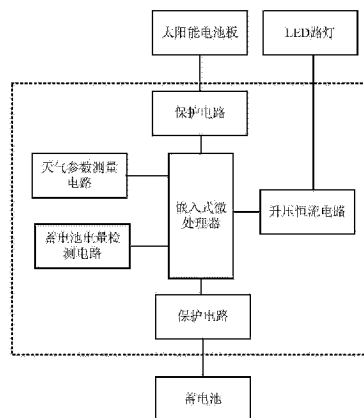 太阳能电池板
LED路灯
保护电路
天气参数测量
电路
嵌入式微
处理器
升压恒流电路
蓄电池电量检
测电路
保护电路
蓄电池